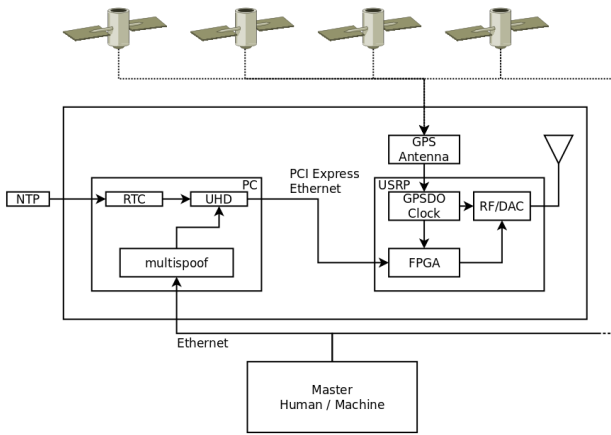 GPS
Antenna
PCI Express
Ethernet
PC
USRP
NTP
RTC
UHD
GPSDO
Clock
RF/DAC
multispoof
FPGA
Ethernet
Master
Human / Machine